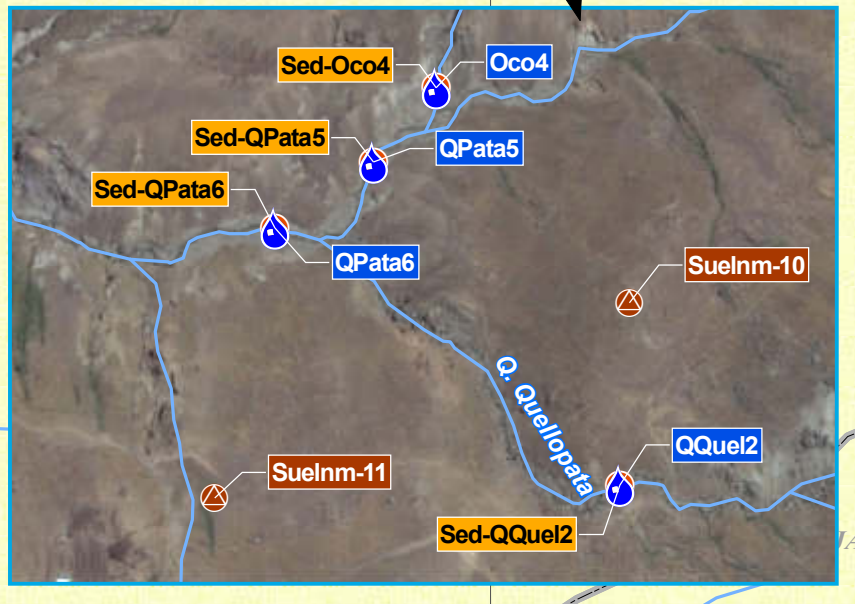 Sed-Oco4
Oco4
Sed-QPata5
QPata5
Sed-QPata6
QPata6
SueInm-10
Q. Quellopata
QQuel2
SueInm-11
Sed-QQuel2